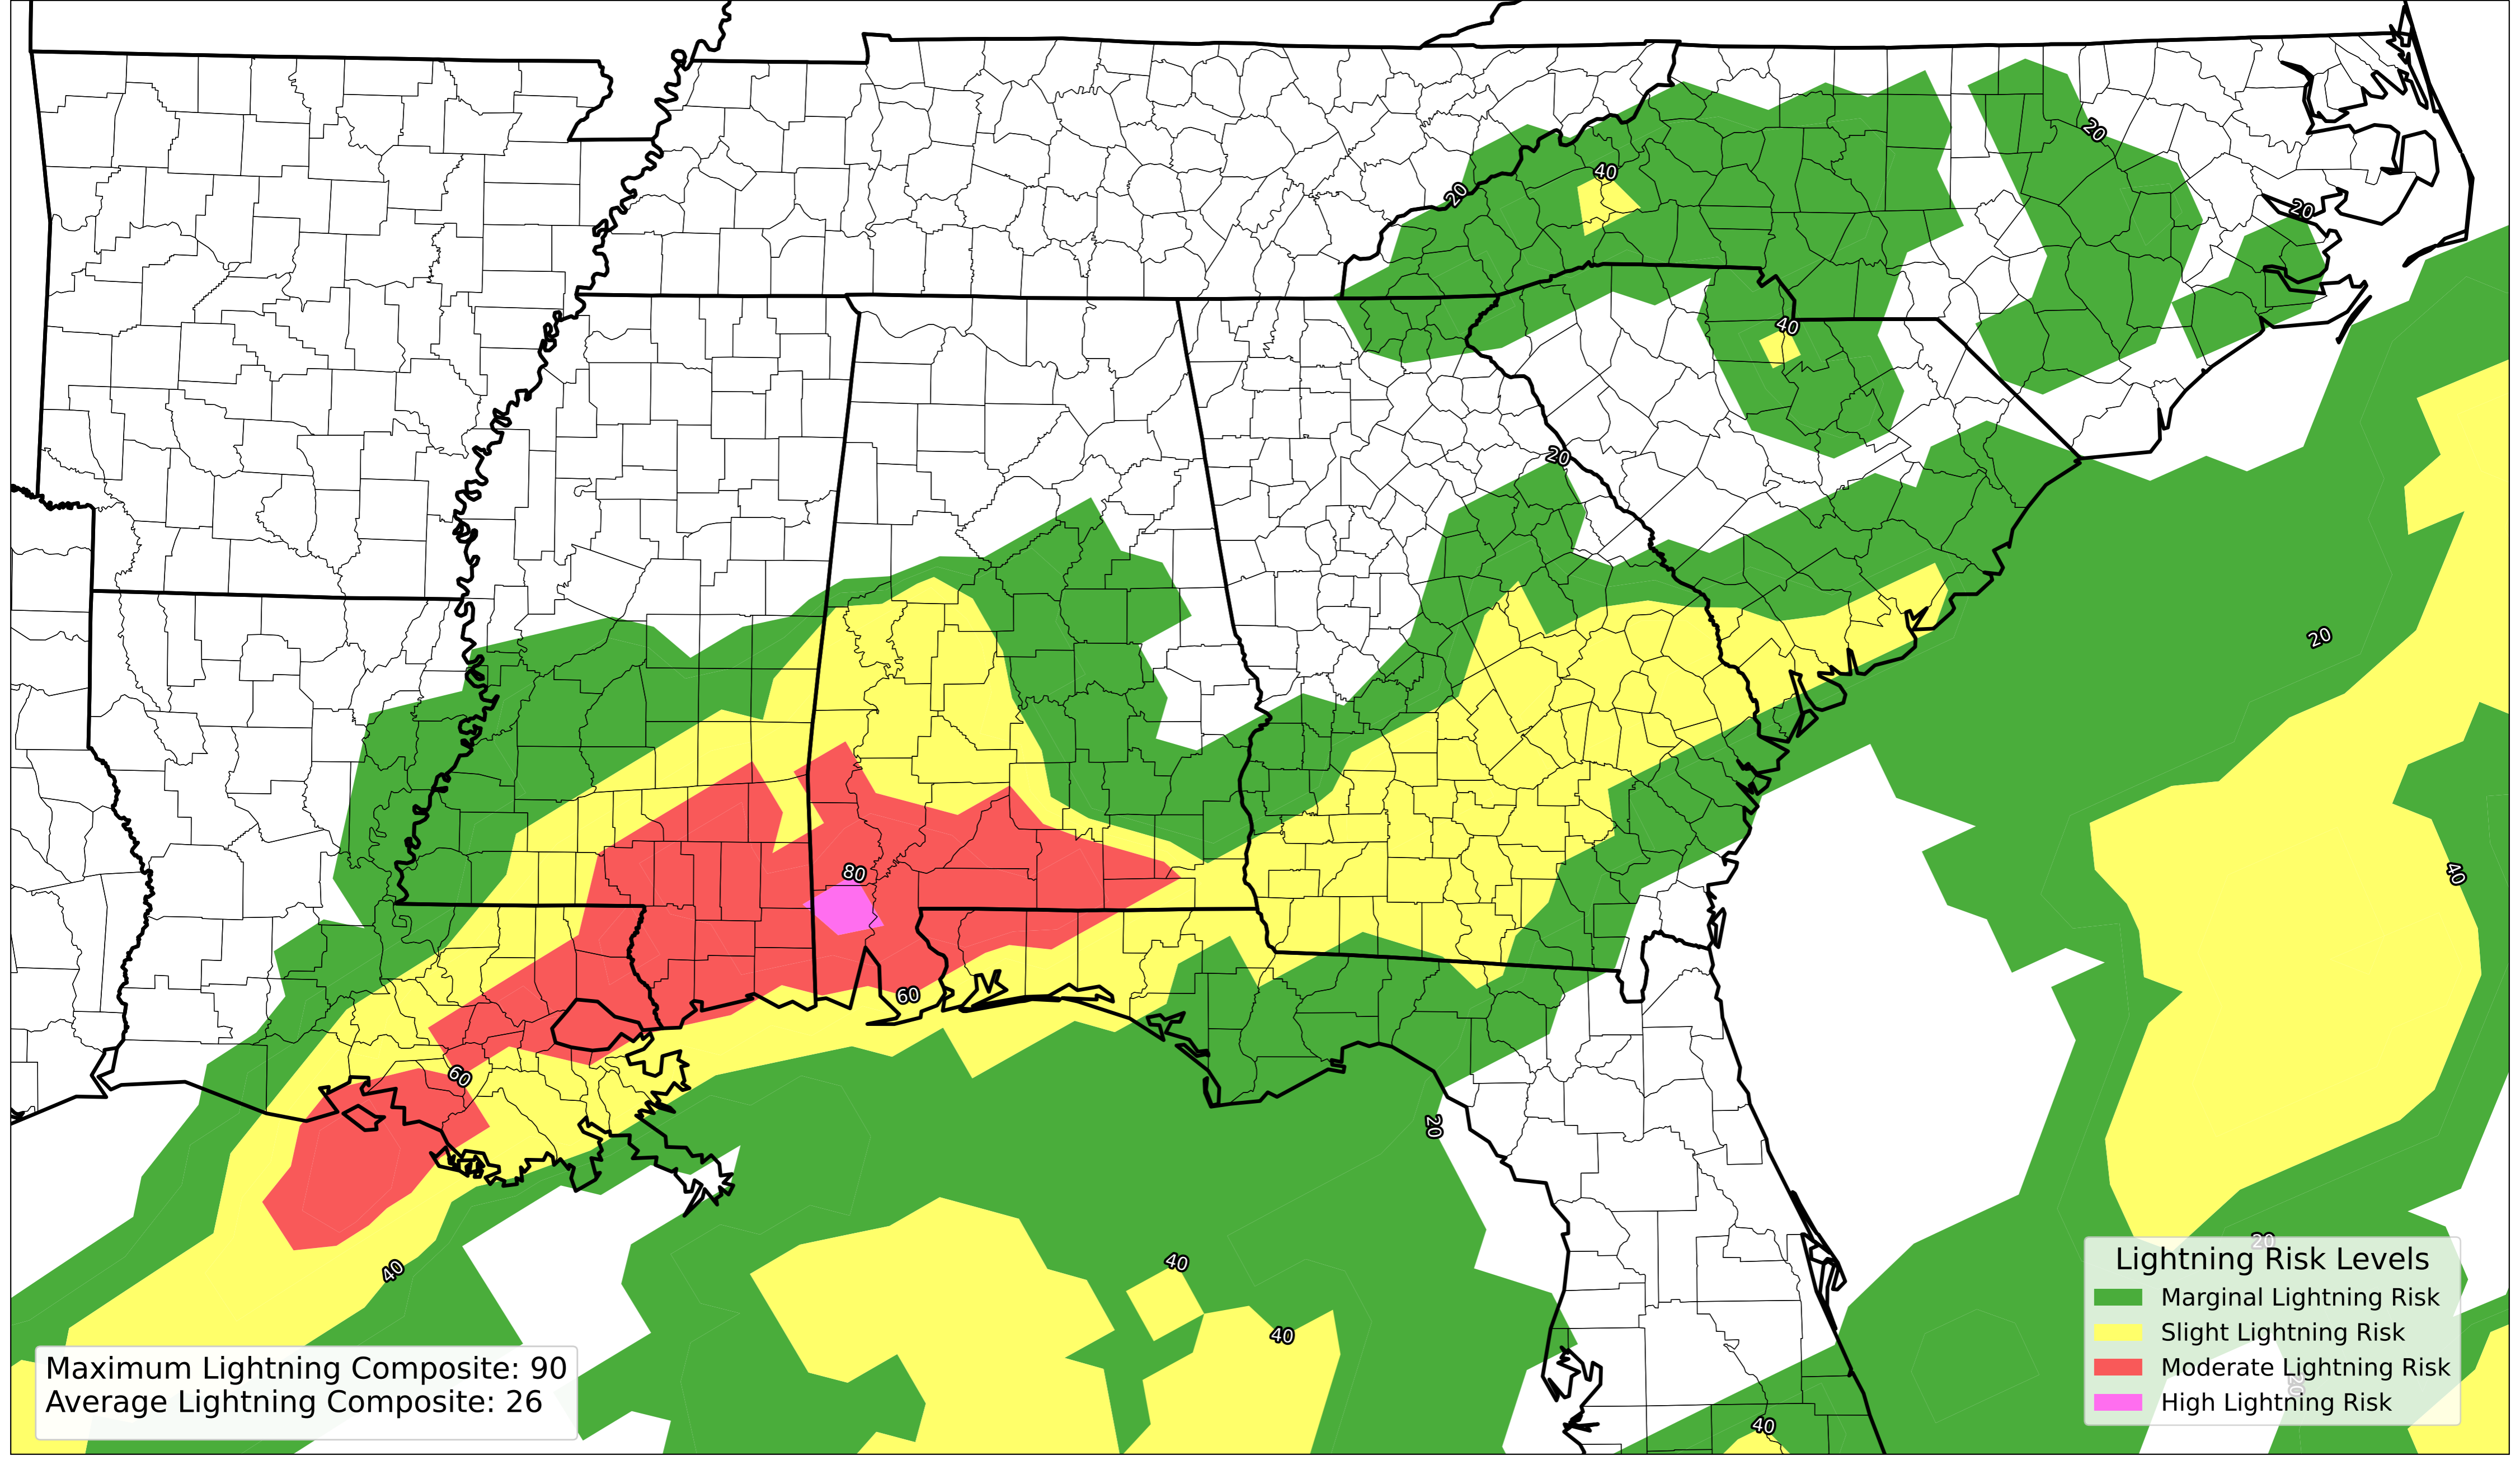 20
40
20
20
40
20
20
80
40
60
60
20
40
40
40
20
20
40
Lightning Risk Levels
Marginal Lightning Risk
Slight Lightning Risk
Moderate Lightning Risk
High Lightning Risk
Maximum Lightning Composite: 90
Average Lightning Composite: 26